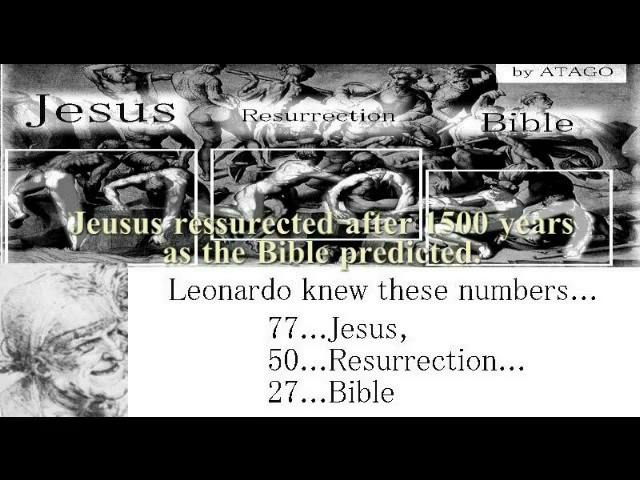 by ATAGO
Jesus
Resurrection
Bible
Jeusus ressurected after 1500 years
as the Bible predicted.
Leonardo knew these numbers...
77...Jesus,
50...Resurrection...
27...Bible